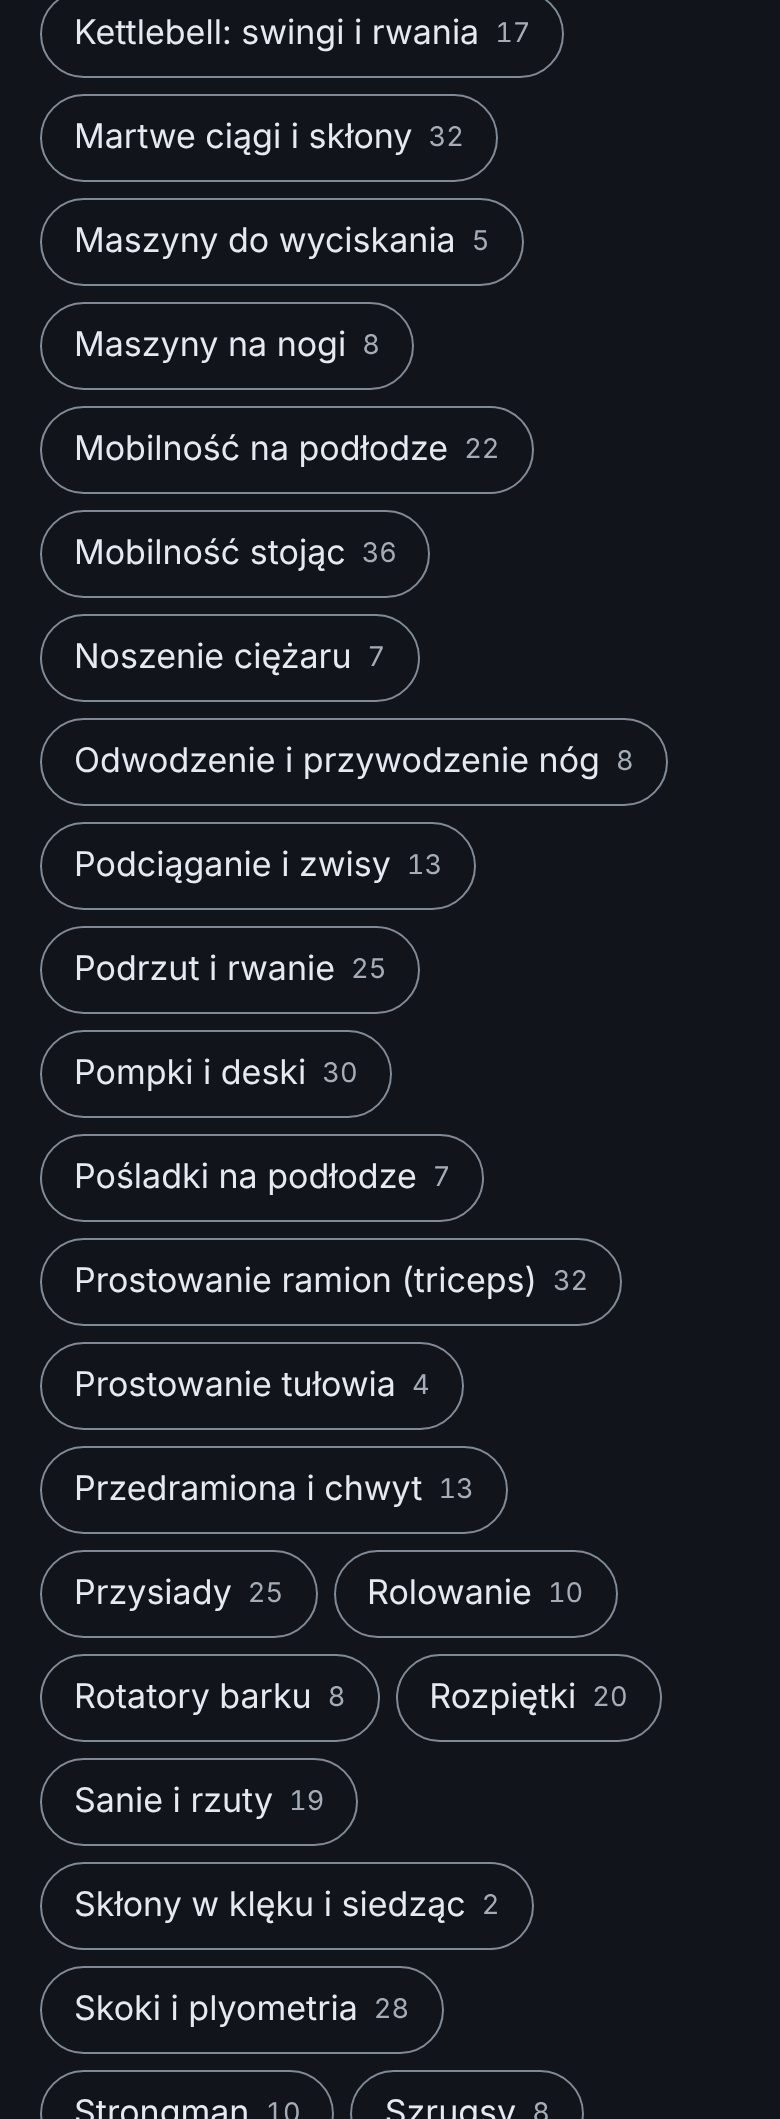 Kettlebell: swingi i rwania 17
Martwe ciągi i skłony 32
Maszyny do wyciskania 5
Maszyny na nogi 8
Mobilność na podłodze 22
Mobilność stojąc 36
Noszenie ciężaru 7
Odwodzenie i przywodzenie nóg 8
Podciąganie i zwisy 13
Podrzut i rwanie 25
Pompki i deski 30
Pośladki na podłodze 7
Prostowanie ramion (triceps) 32
Prostowanie tułowia 4
Przedramiona i chwyt 13
Przysiady 25 Rolowanie 10
Rotatory barku 8 Rozpiętki 20
Sanie i rzuty 19
Skłony w klęku i siedząc 2
Skoki i plyometria 28
Strongman 10 Szrugsy 8